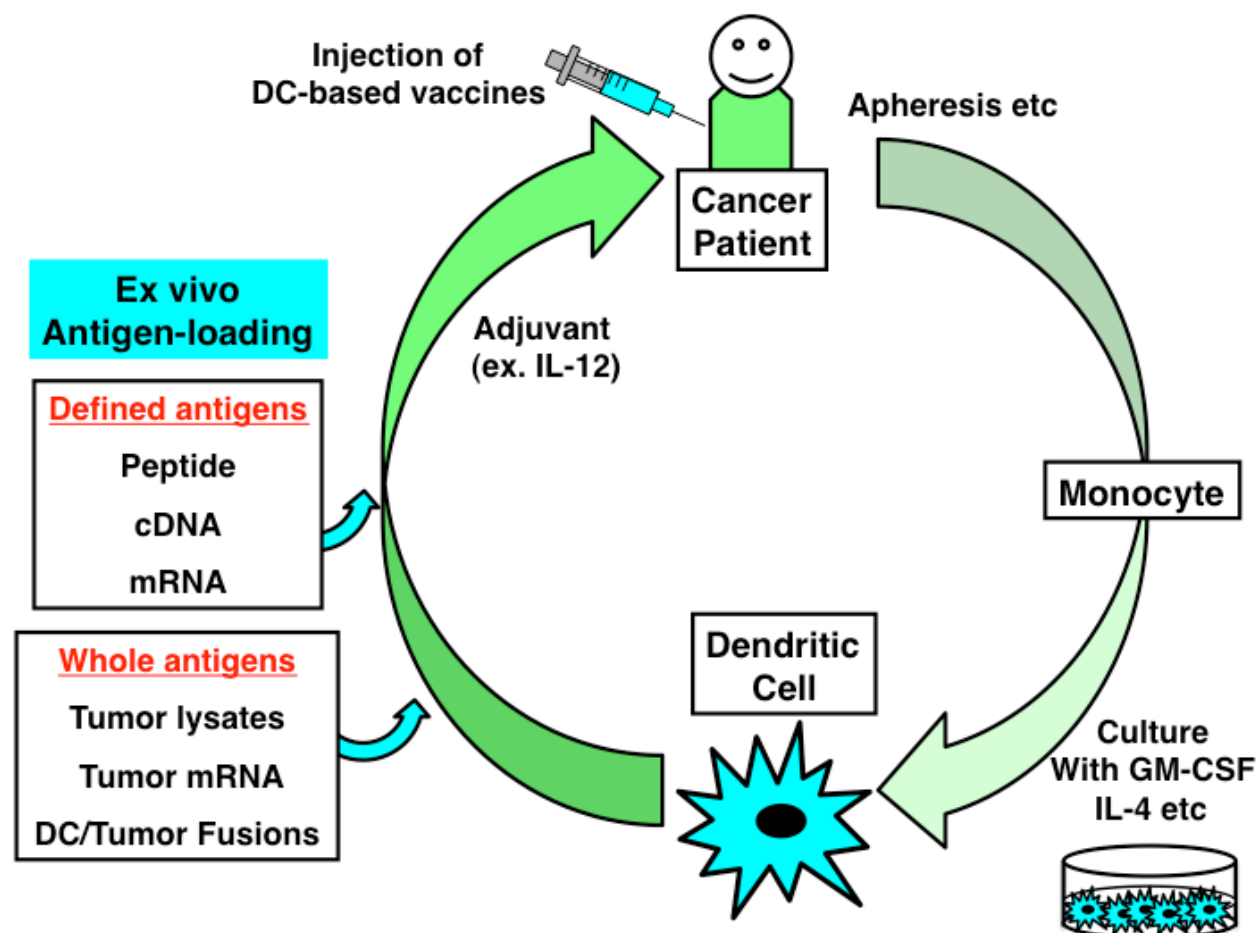 Injection of
DC-based vaccines
Apheresis etc
Cancer
Patient
Ex vivo
Antigen-loading
Adjuvant
(ex. IL-12)
Defined antigens
Peptide
cDNA
mRNA
Monocyte
Whole antigens
Tumor lysates
Tumor mRNA
DC/Tumor Fusions
Dendritic
Cell
Culture
With GM-CSF
IL-4 etc